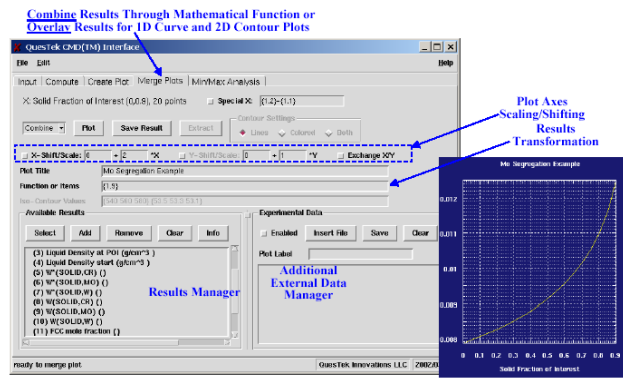 Combine Results Through Mathematical Function or
Overlay Results for 1D Curve and 2D Contour Plots
QuesTek CMD(TM) Interface
File Edit Help
Input Compute Create Plot Merge Plots Min/Max Analysis
X: Solid Fraction of Interest [0,0.9], 20 points Special X: {1.2}-{1.1}
Contour Settings
Combine Plot Save Result Extract Lines Colored Both
X-Shift/Scale: 0 + 2 *X Y-Shift/Scale: 0 + 1 *Y Exchange X/Y
Plot Title Mo Segregation Example
Function or Items {1.9}
Iso-Contour Values
Available Results
Select Add Remove Clear Info
(3) Liquid Density at POI (g/cm^3 )
(4) Liquid Density start (g/cm^3 )
(5) W*(SOLID,CR) ()
(6) W*(SOLID,MO) ()
(7) W*(SOLID,W) ()
(8) W(SOLID,CR) ()
(9) W(SOLID,MO) ()
(10) W(SOLID,W) ()
(11) FCC mole fraction ()
Results Manager
Experimental Data
Enabled Insert File Save Clear
Plot Label
Additional
External Data
Manager
ready to merge plot
QuesTek Innovations LLC
Plot Axes
Scaling/Shifting
Results
Transformation
Mo Segregation Example
0.012
0.011
0.01
0.009
0.008
0 0.1 0.2 0.3 0.4 0.5 0.6 0.7 0.8 0.9
Solid Fraction of Interest